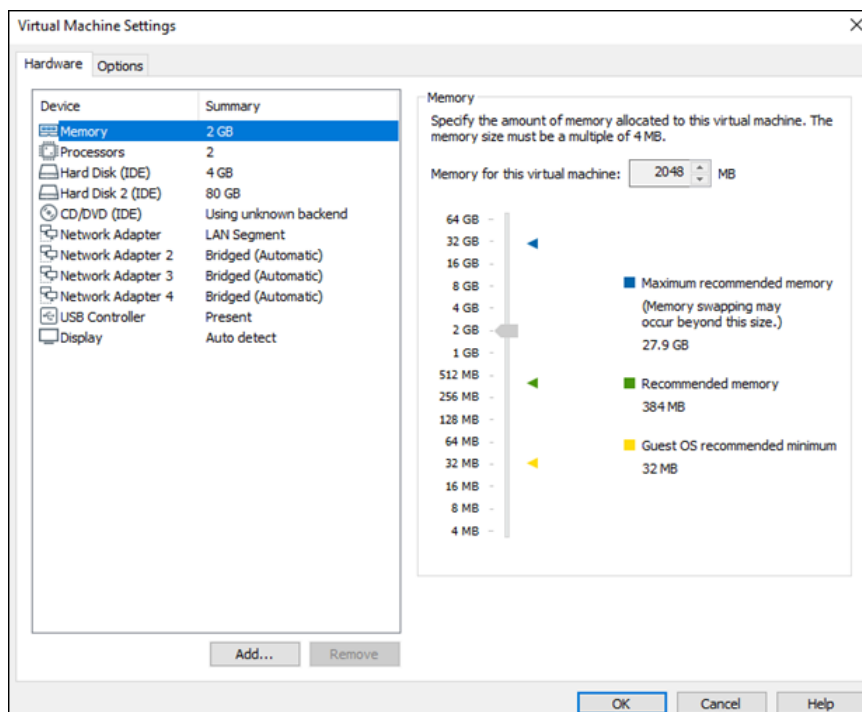 Virtual Machine Settings
Hardware Options
Device Summary
Memory 2 GB
Processors 2
Hard Disk (IDE) 4 GB
Hard Disk 2 (IDE) 80 GB
CD/DVD (IDE) Using unknown backend
Network Adapter LAN Segment
Network Adapter 2 Bridged (Automatic)
Network Adapter 3 Bridged (Automatic)
Network Adapter 4 Bridged (Automatic)
USB Controller Present
Display Auto detect
Add... Remove
Memory
Specify the amount of memory allocated to this virtual machine. The
memory size must be a multiple of 4 MB.
Memory for this virtual machine: 2048 MB
64 GB
32 GB
16 GB
8 GB
4 GB
2 GB
1 GB
512 MB
256 MB
128 MB
64 MB
32 MB
16 MB
8 MB
4 MB
Maximum recommended memory
(Memory swapping may
occur beyond this size.)
27.9 GB
Recommended memory
384 MB
Guest OS recommended minimum
32 MB
OK Cancel Help